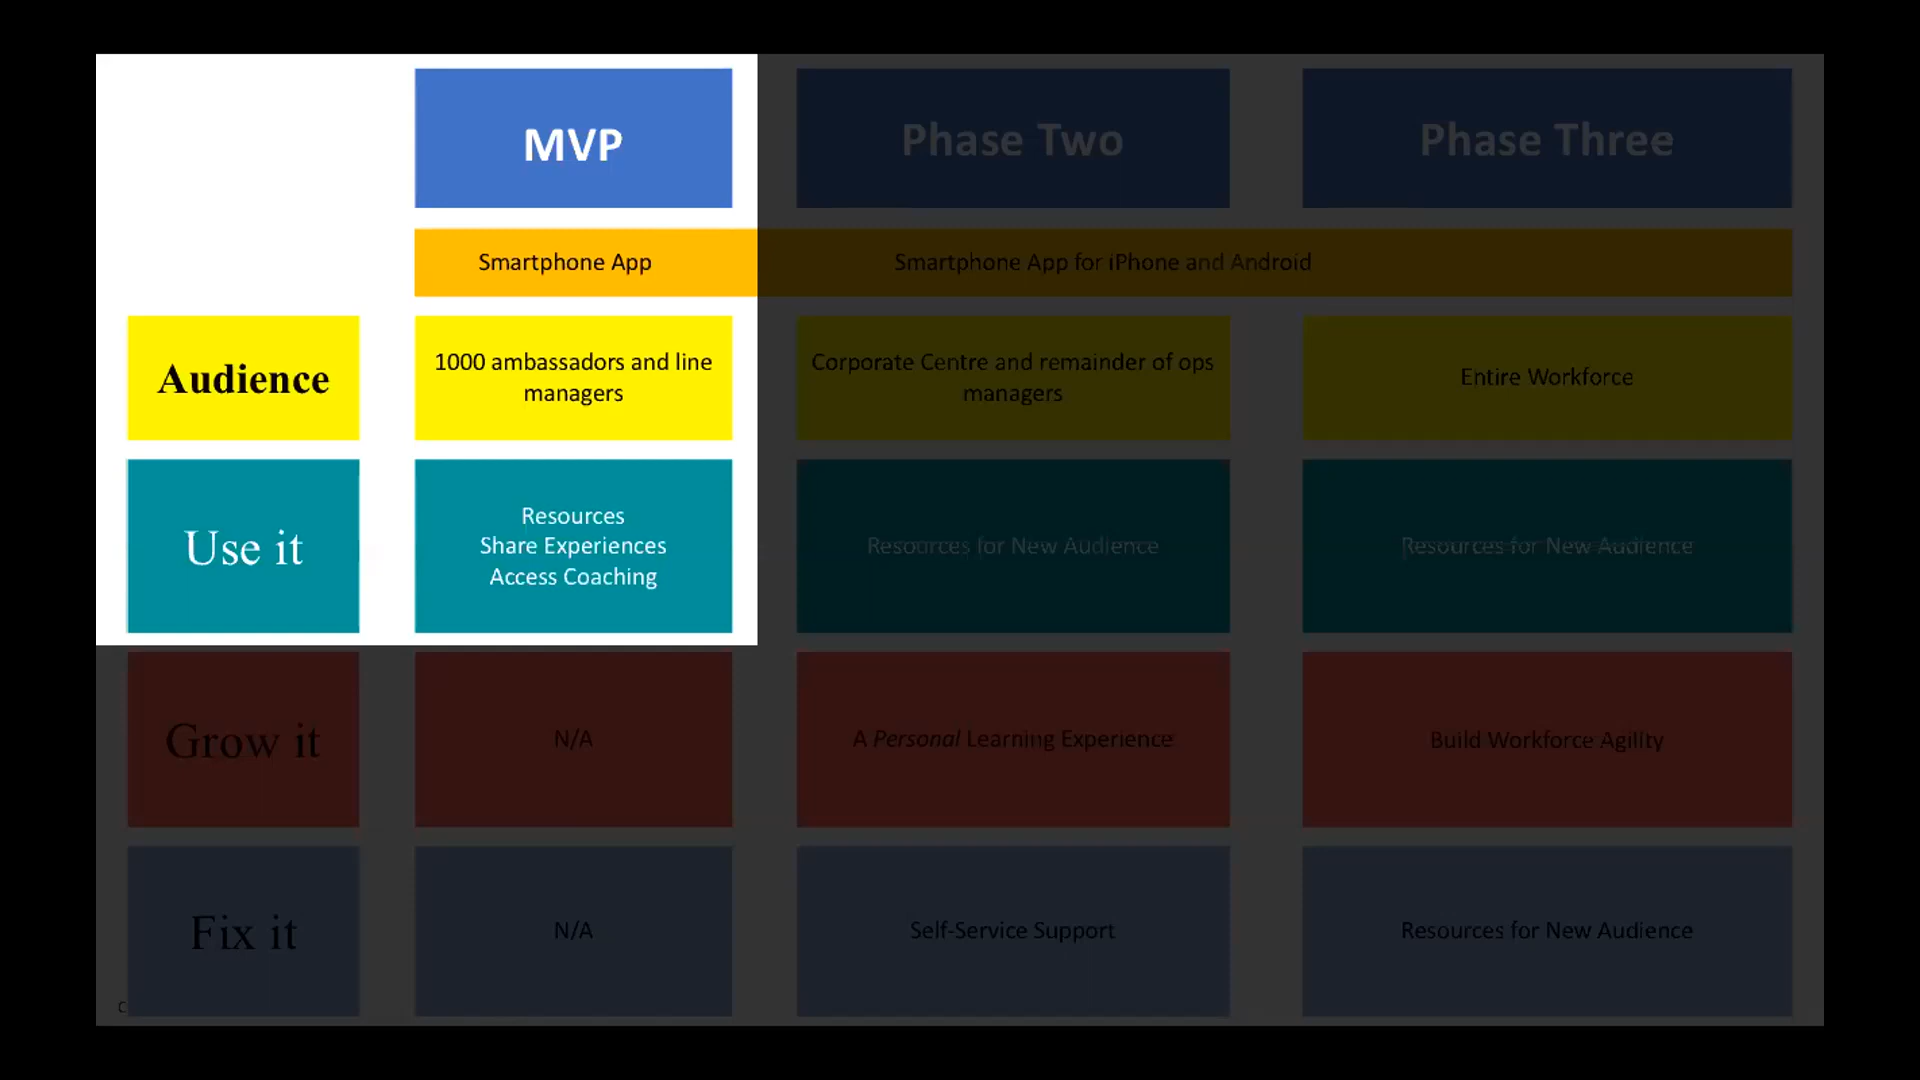 MVP
Phase Two
Phase Three
Smartphone App
Smartphone App for iPhone and Android
Audience
1000 ambassadors and line
managers
Corporate Centre and remainder of ops
managers
Entire Workforce
Use it
Resources
Share Experiences
Access Coaching
Resources for New Audience
Resources for New Audience
Grow it
N/A
A Personal Learning Experience
Build Workforce Agility
Fix it
N/A
Self-Service Support
Resources for New Audience